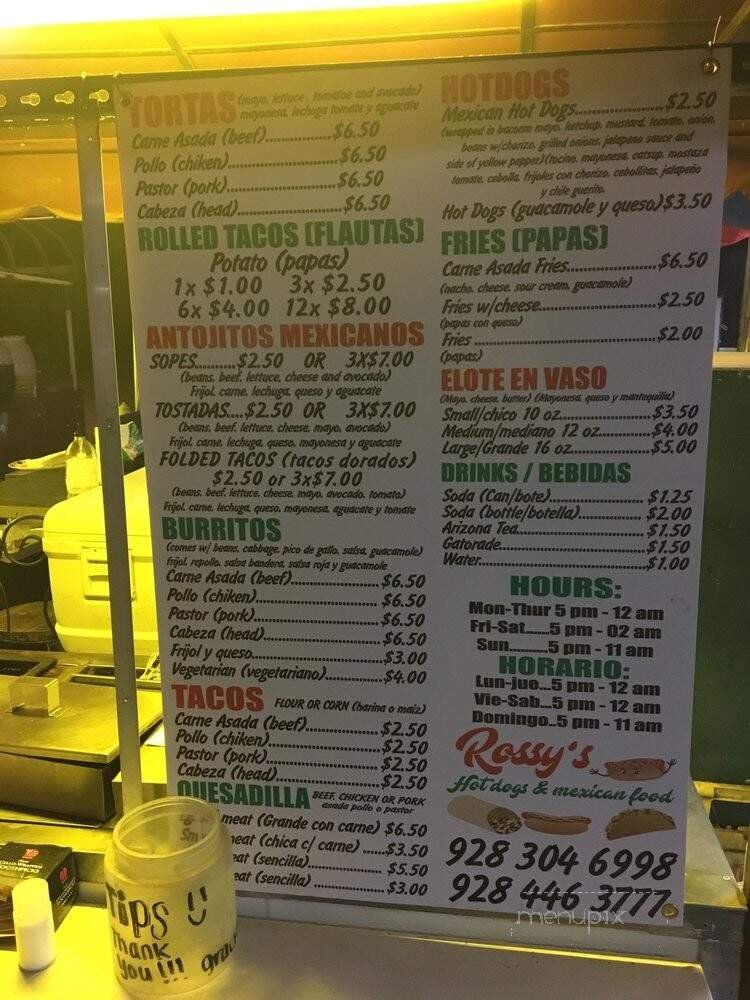 TORTAS (mayo, lettuce, tomatoe and avocado)
mayonesa, lechuga tomate y aguacate
Carne Asada (beef)..............$6.50
Pollo (chiken)......................$6.50
Pastor (pork)......................$6.50
Cabeza (head).....................$6.50
ROLLED TACOS (FLAUTAS)
Potato (papas)
1x $1.00 3x $2.50
6x $4.00 12x $8.00
ANTOJITOS MEXICANOS
SOPES.........$2.50 OR 3X$7.00
(beans, beef, lettuce, cheese and avocado)
Frijol, carne, lechuga, queso y aguacate
TOSTADAS....$2.50 OR 3X$7.00
(beans, beef, lettuce, cheese, mayo, avocado)
Frijol, carne, lechuga, queso, mayonesa y aguacate
FOLDED TACOS (tacos dorados)
$2.50 or 3x$7.00
(beans, beef, lettuce, cheese, mayo, avocado, tomato)
Frijol, carne, lechuga, queso, mayonesa, aguacate y tomate
BURRITOS
(comes w/ beans, cabbage, pico de gallo, salsa, guacamole)
frijol, repollo, salsa bandera, salsa roja y guacamole
Carne Asada (beef)....................$6.50
Pollo (chiken)............................$6.50
Pastor (pork).............................$6.50
Cabeza (head)...........................$6.50
Frijol y queso............................$3.00
Vegetarian (vegetariano)............$4.00
TACOS FLOUR OR CORN (harina o maiz)
Carne Asada (beef)..................$2.50
Pollo (chiken)..........................$2.50
Pastor (pork)...........................$2.50
Cabeza (head).........................$2.50
QUESADILLA BEEF, CHICKEN OR PORK
asada pollo o pastor
meat (Grande con carne) $6.50
meat (chica c/ carne) .....$3.50
eat (sencilla)................ $5.50
eat (sencilla) ................$3.00
HOTDOGS
Mexican Hot Dogs..................$2.50
(wrapped in baconm mayo, ketchup, mustard, tomato, onion,
beans w/chorizo, grilled onions, jalapeno sauce and
side of yellow pepper)(tocino, mayonesa, catsup, mostaza
tomate, cebolla, frijoles con chorizo, cebollitas, jalapeño
y chile guerito.
Hot Dogs (guacamole y queso)$3.50
FRIES (PAPAS)
Carne Asada Fries..................$6.50
(nacho, cheese, sour cream, guacamole)
Fries w/cheese.......................$2.50
(papas con queso)
Fries .....................................$2.00
(papas)
ELOTE EN VASO
(Mayo, cheese, butter) (Mayonesa, queso y mantequilla)
Small/chico 10 oz.................$3.50
Medium/mediano 12 oz..........$4.00
Large/Grande 16 oz...............$5.00
DRINKS / BEBIDAS
Soda (Can/bote)................... $1.25
Soda (bottle/botella)............. $2.00
Arizona Tea...........................$1.50
Gatorade...............................$1.50
Water....................................$1.00
HOURS:
Mon-Thur 5 pm - 12 am
Fri-Sat......5 pm - 02 am
Sun..........5 pm - 11 am
HORARIO:
Lun-jue...5 pm - 12 am
Vie-Sab...5 pm - 12 am
Domingo..5 pm - 11 am
Rossy's
Hot dogs & mexican food
928 304 6998
928 446 3777
menupix
Tips
Thank
you!!!
TOOTHPICKS